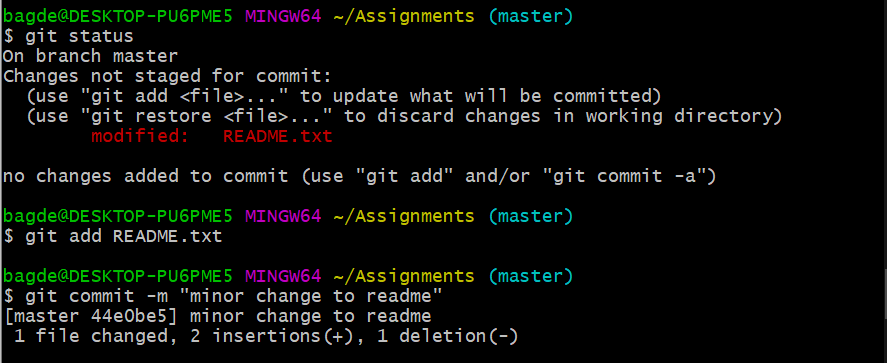 bagde@DESKTOP-PU6PME5 MINGW64 ~/Assignments (master)
$ git status
On branch master
Changes not staged for commit:
  (use "git add <file>..." to update what will be committed)
  (use "git restore <file>..." to discard changes in working directory)
        modified:   README.txt

no changes added to commit (use "git add" and/or "git commit -a")

bagde@DESKTOP-PU6PME5 MINGW64 ~/Assignments (master)
$ git add README.txt

bagde@DESKTOP-PU6PME5 MINGW64 ~/Assignments (master)
$ git commit -m "minor change to readme"
[master 44e0be5] minor change to readme
 1 file changed, 2 insertions(+), 1 deletion(-)